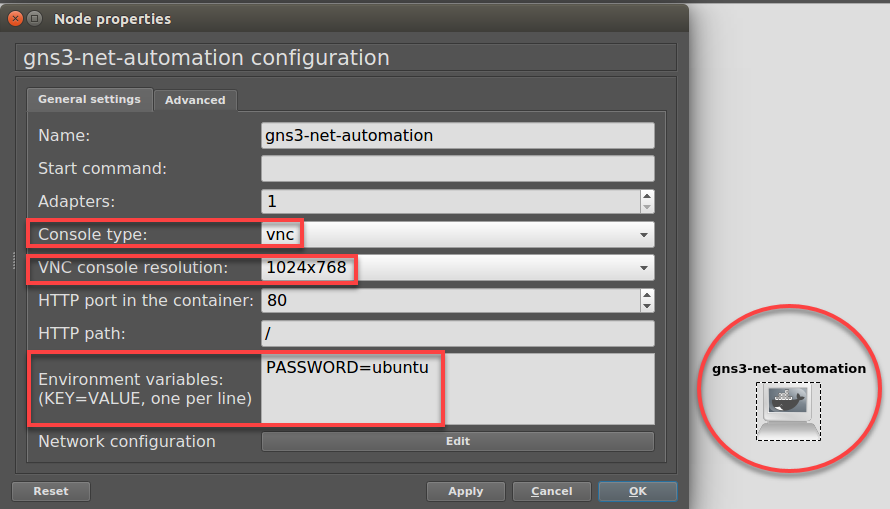 Node properties
gns3-net-automation configuration
General settings Advanced
Name: gns3-net-automation
Start command:
Adapters: 1
Console type: vnc
VNC console resolution: 1024x768
HTTP port in the container: 80
HTTP path: /
Environment variables: PASSWORD=ubuntu
(KEY=VALUE, one per line)
Network configuration Edit
Reset Apply Cancel OK
gns3-net-automation